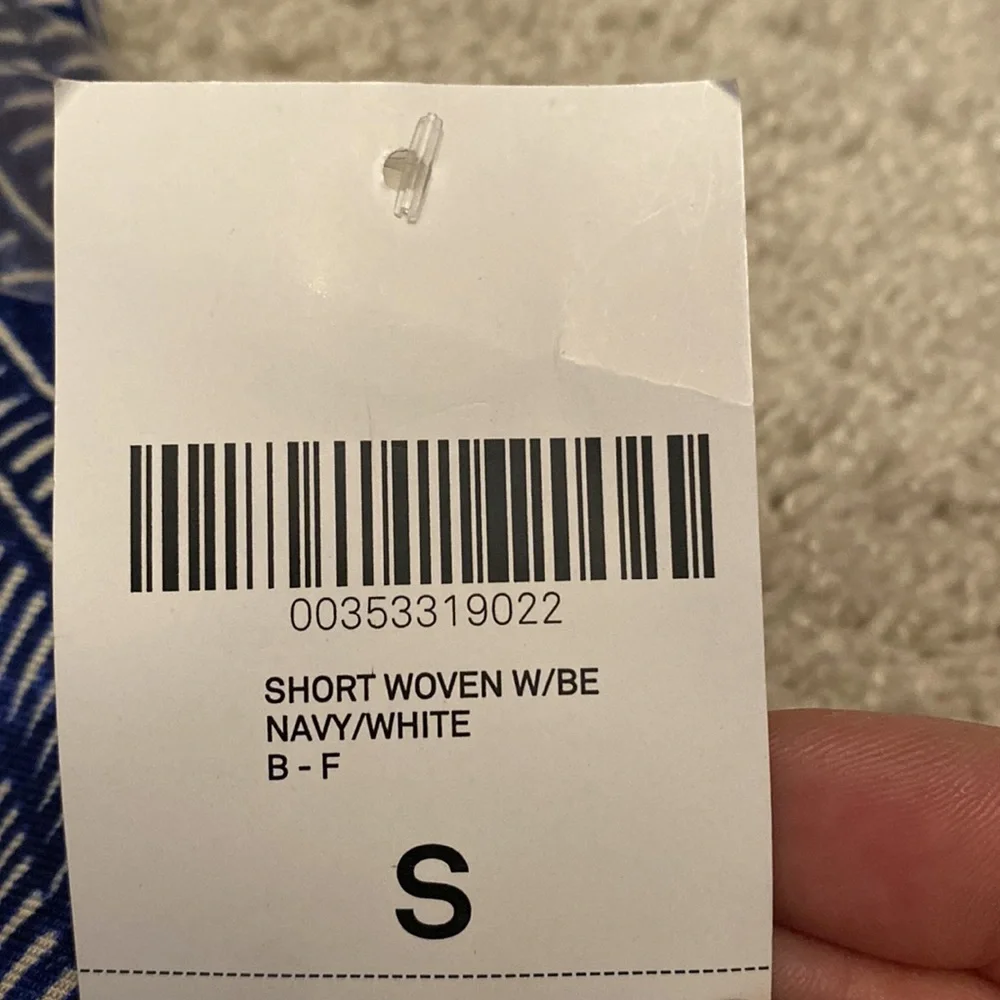 00353319022
SHORT WOVEN W/BE
NAVY/WHITE
B - F
S